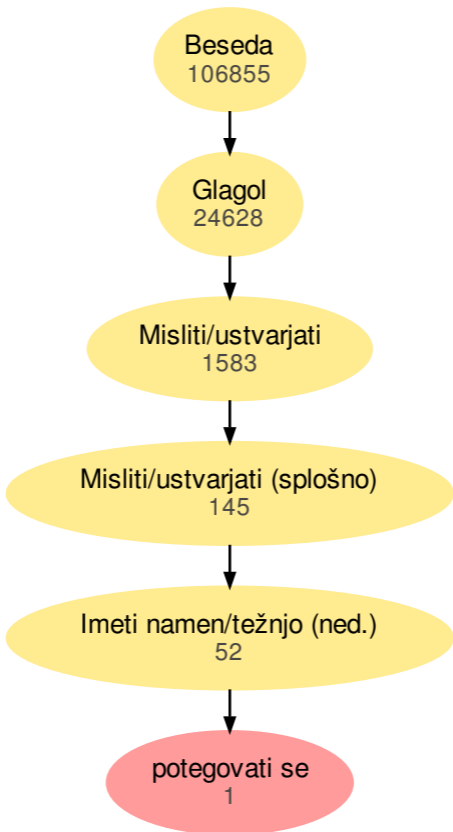 Beseda
106855
Glagol
24628
Misliti/ustvarjati
1583
Misliti/ustvarjati (splošno)
145
Imeti namen/težnjo (ned.)
52
potegovati se
1